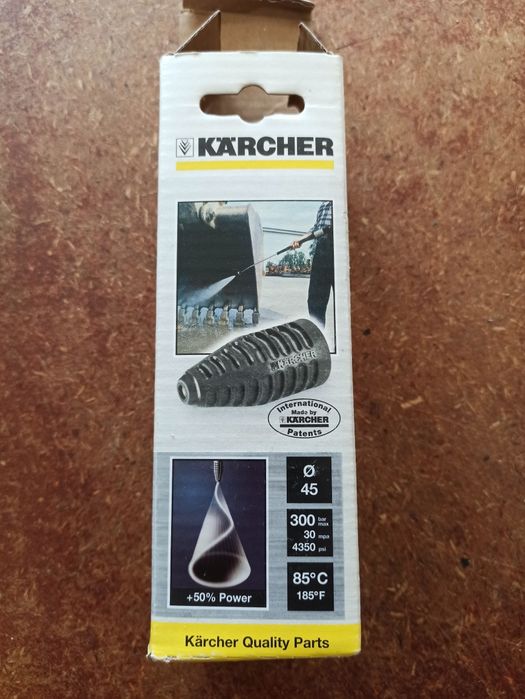 KÄRCHER
KÄRCHER
International
Made by
KÄRCHER
Patents
Ø
45
300 bar max
30 mpa
4350 psi
85°C
185°F
+50% Power
Kärcher Quality Parts